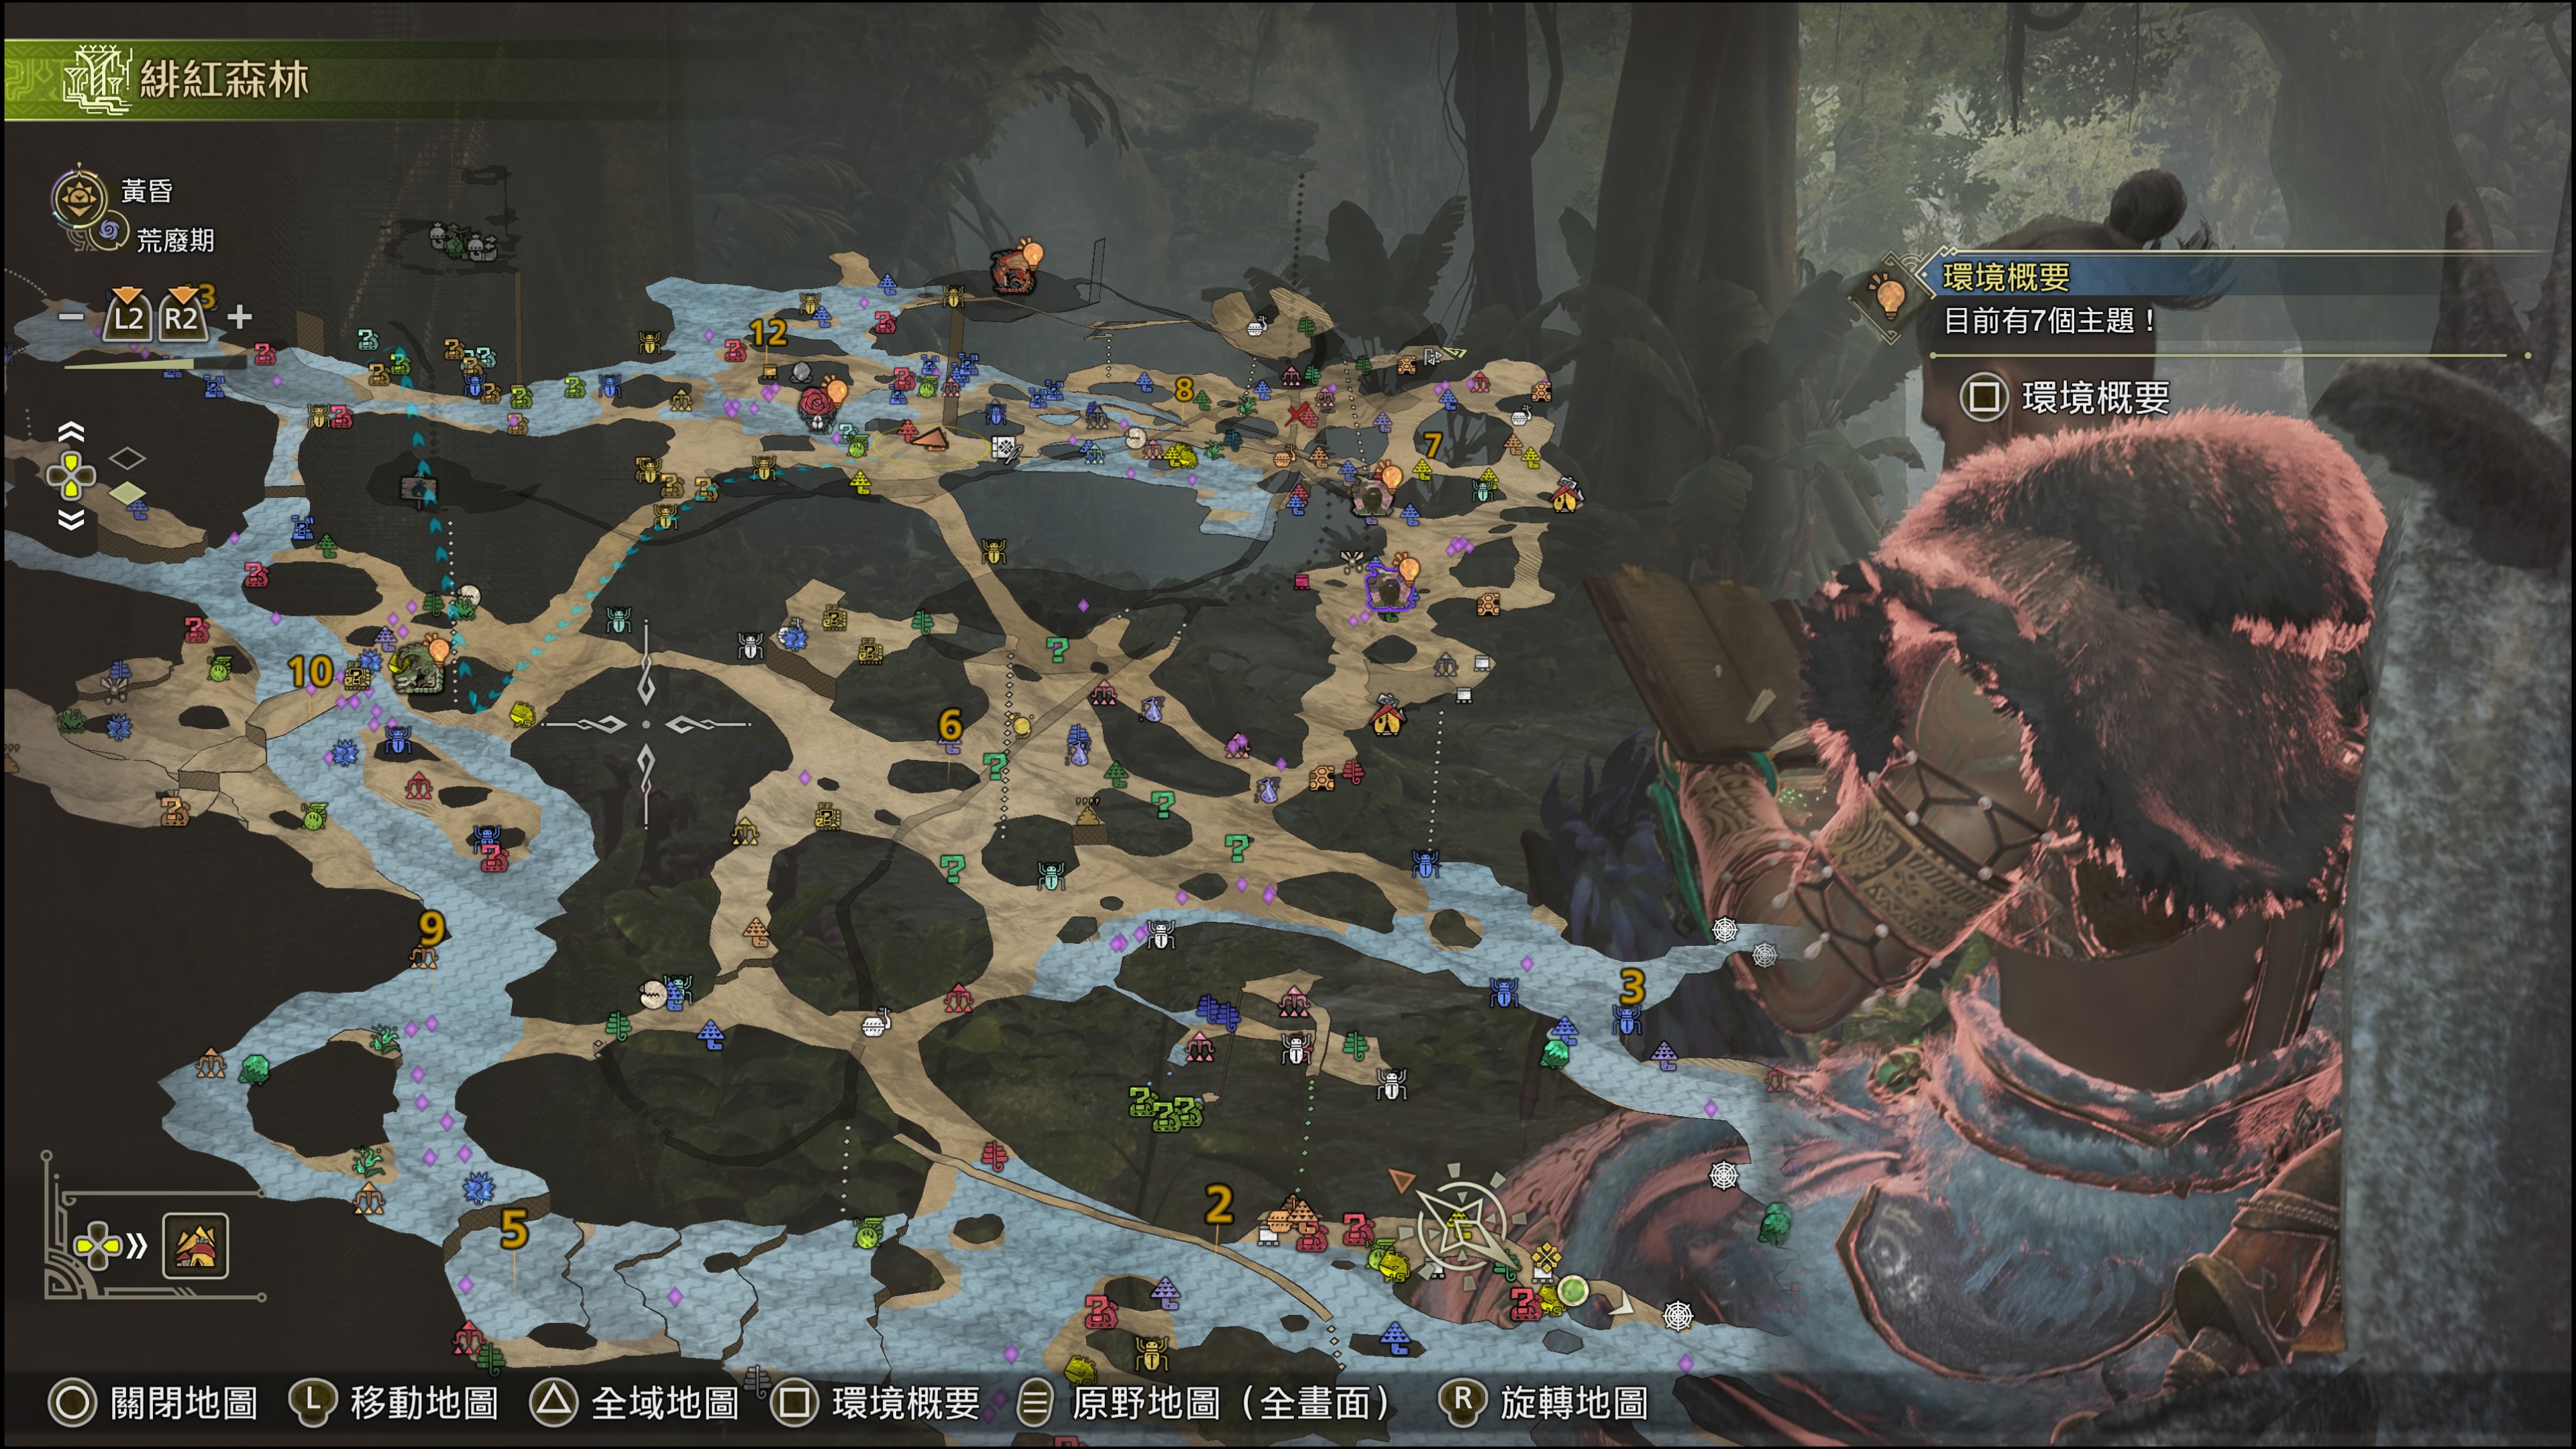 緋紅森林
黃昏
荒廢期
L2 R2
3
環境概要
目前有7個主題！
環境概要
12
8
7
10
6
9
3
2
5
關閉地圖
L 移動地圖
全域地圖
環境概要
原野地圖（全畫面）
R 旋轉地圖